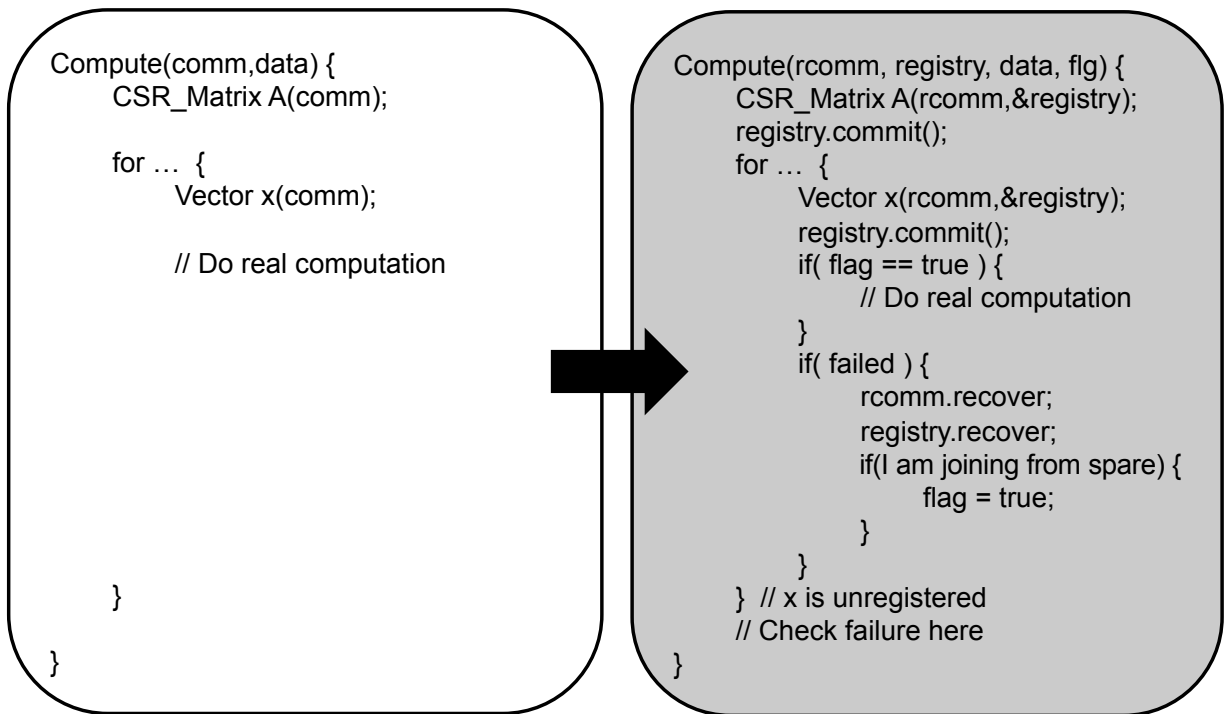 Compute(comm,data) {
CSR_Matrix A(comm);
for … {
Vector x(comm);
// Do real computation
}
}
Compute(rcomm, registry, data, flg) {
CSR_Matrix A(rcomm,&registry);
registry.commit();
for … {
Vector x(rcomm,&registry);
registry.commit();
if( flag == true ) {
// Do real computation
}
if( failed ) {
rcomm.recover;
registry.recover;
if(I am joining from spare) {
flag = true;
}
}
} // x is unregistered
// Check failure here
}